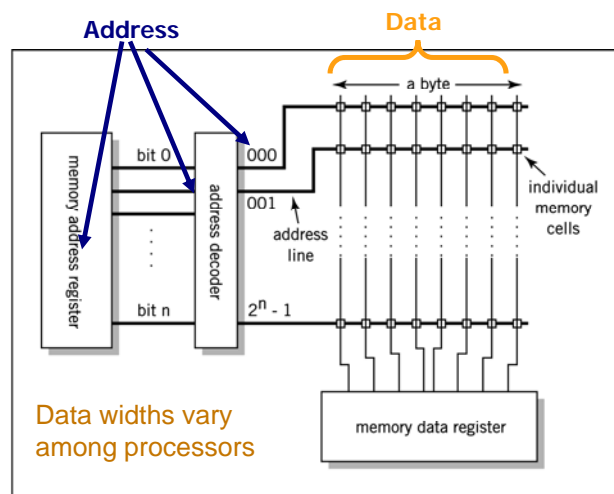 Address
Data
a byte
bit 0
000
001
address
line
individual
memory
cells
memory address register
address decoder
bit n
2ⁿ - 1
Data widths vary
among processors
memory data register